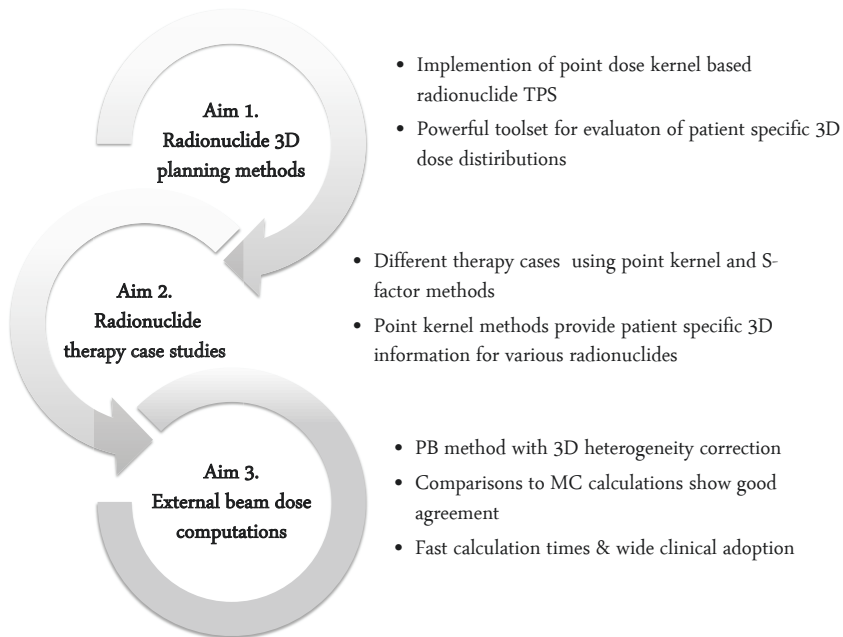 Aim 1.
Radionuclide 3D
planning methods
• Implemention of point dose kernel based
radionuclide TPS
• Powerful toolset for evaluaton of patient specific 3D
dose distiributions
Aim 2.
Radionuclide
therapy case studies
• Different therapy cases using point kernel and S-
factor methods
• Point kernel methods provide patient specific 3D
information for various radionuclides
Aim 3.
External beam dose
computations
• PB method with 3D heterogeneity correction
• Comparisons to MC calculations show good
agreement
• Fast calculation times & wide clinical adoption